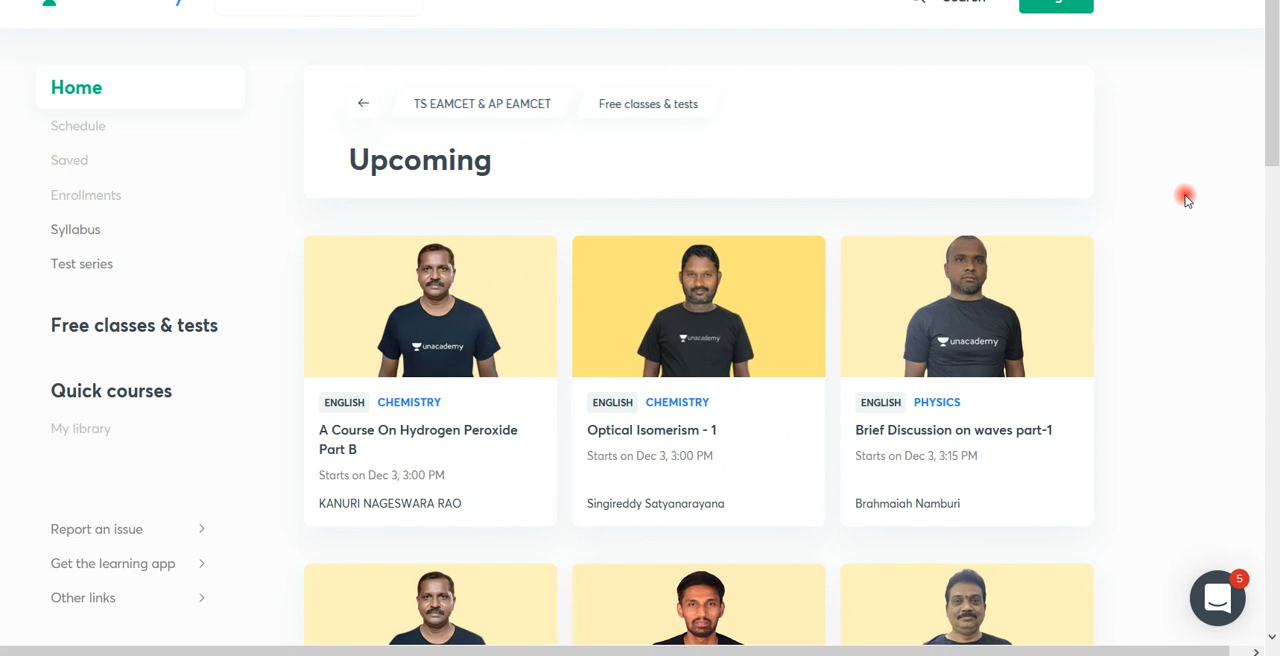 Home
Schedule
Saved
Enrollments
Syllabus
Test series
Free classes & tests
Quick courses
My library
Report an issue
Get the learning app
Other links
TS EAMCET & AP EAMCET
Free classes & tests
Upcoming
unacademy
ENGLISH CHEMISTRY
A Course On Hydrogen Peroxide
Part B
Starts on Dec 3, 3:00 PM
KANURI NAGESWARA RAO
unacademy
ENGLISH CHEMISTRY
Optical Isomerism - 1
Starts on Dec 3, 3:00 PM
Singireddy Satyanarayana
unacademy
ENGLISH PHYSICS
Brief Discussion on waves part-1
Starts on Dec 3, 3:15 PM
Brahmaiah Namburi
5